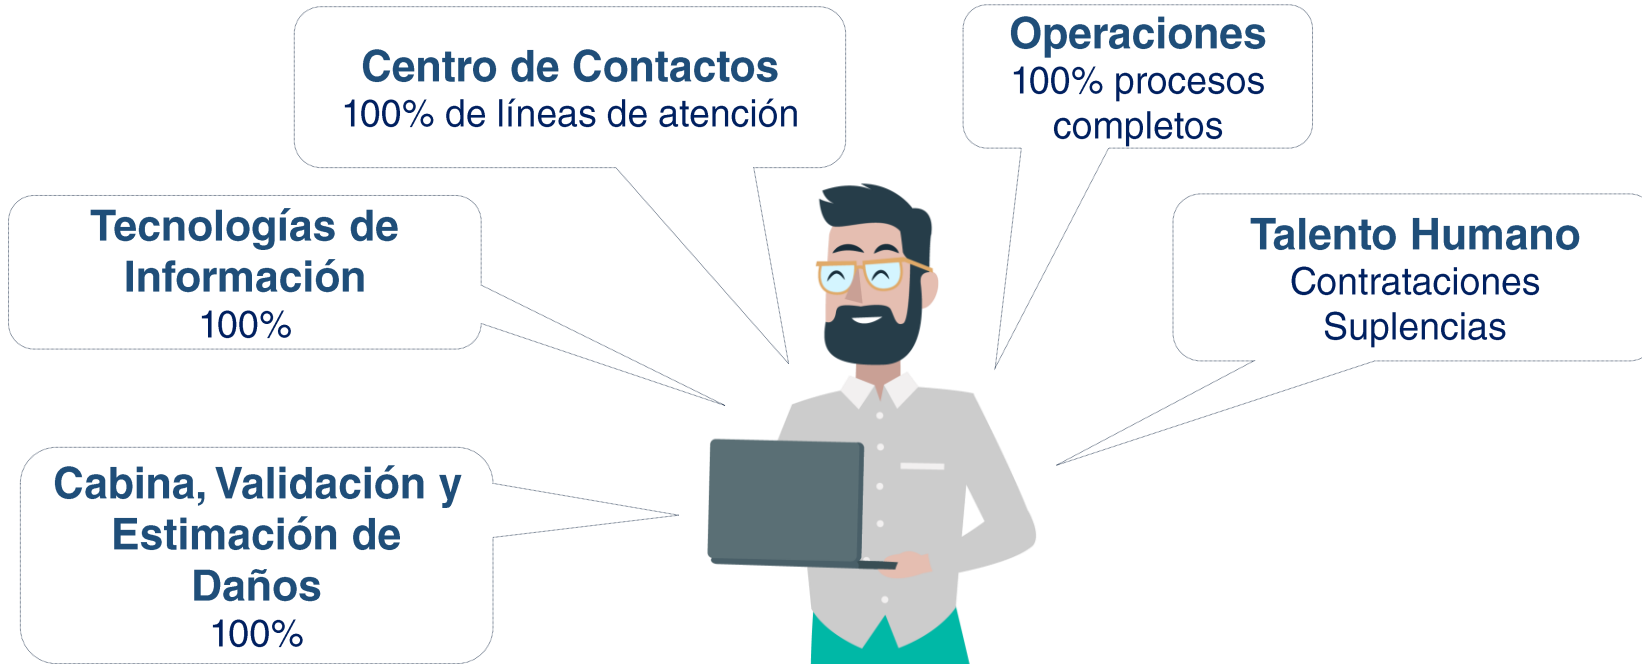 Centro de Contactos
100% de líneas de atención
Operaciones
100% procesos
completos
Tecnologías de
Información
100%
Talento Humano
Contrataciones
Suplencias
Cabina, Validación y
Estimación de
Daños
100%